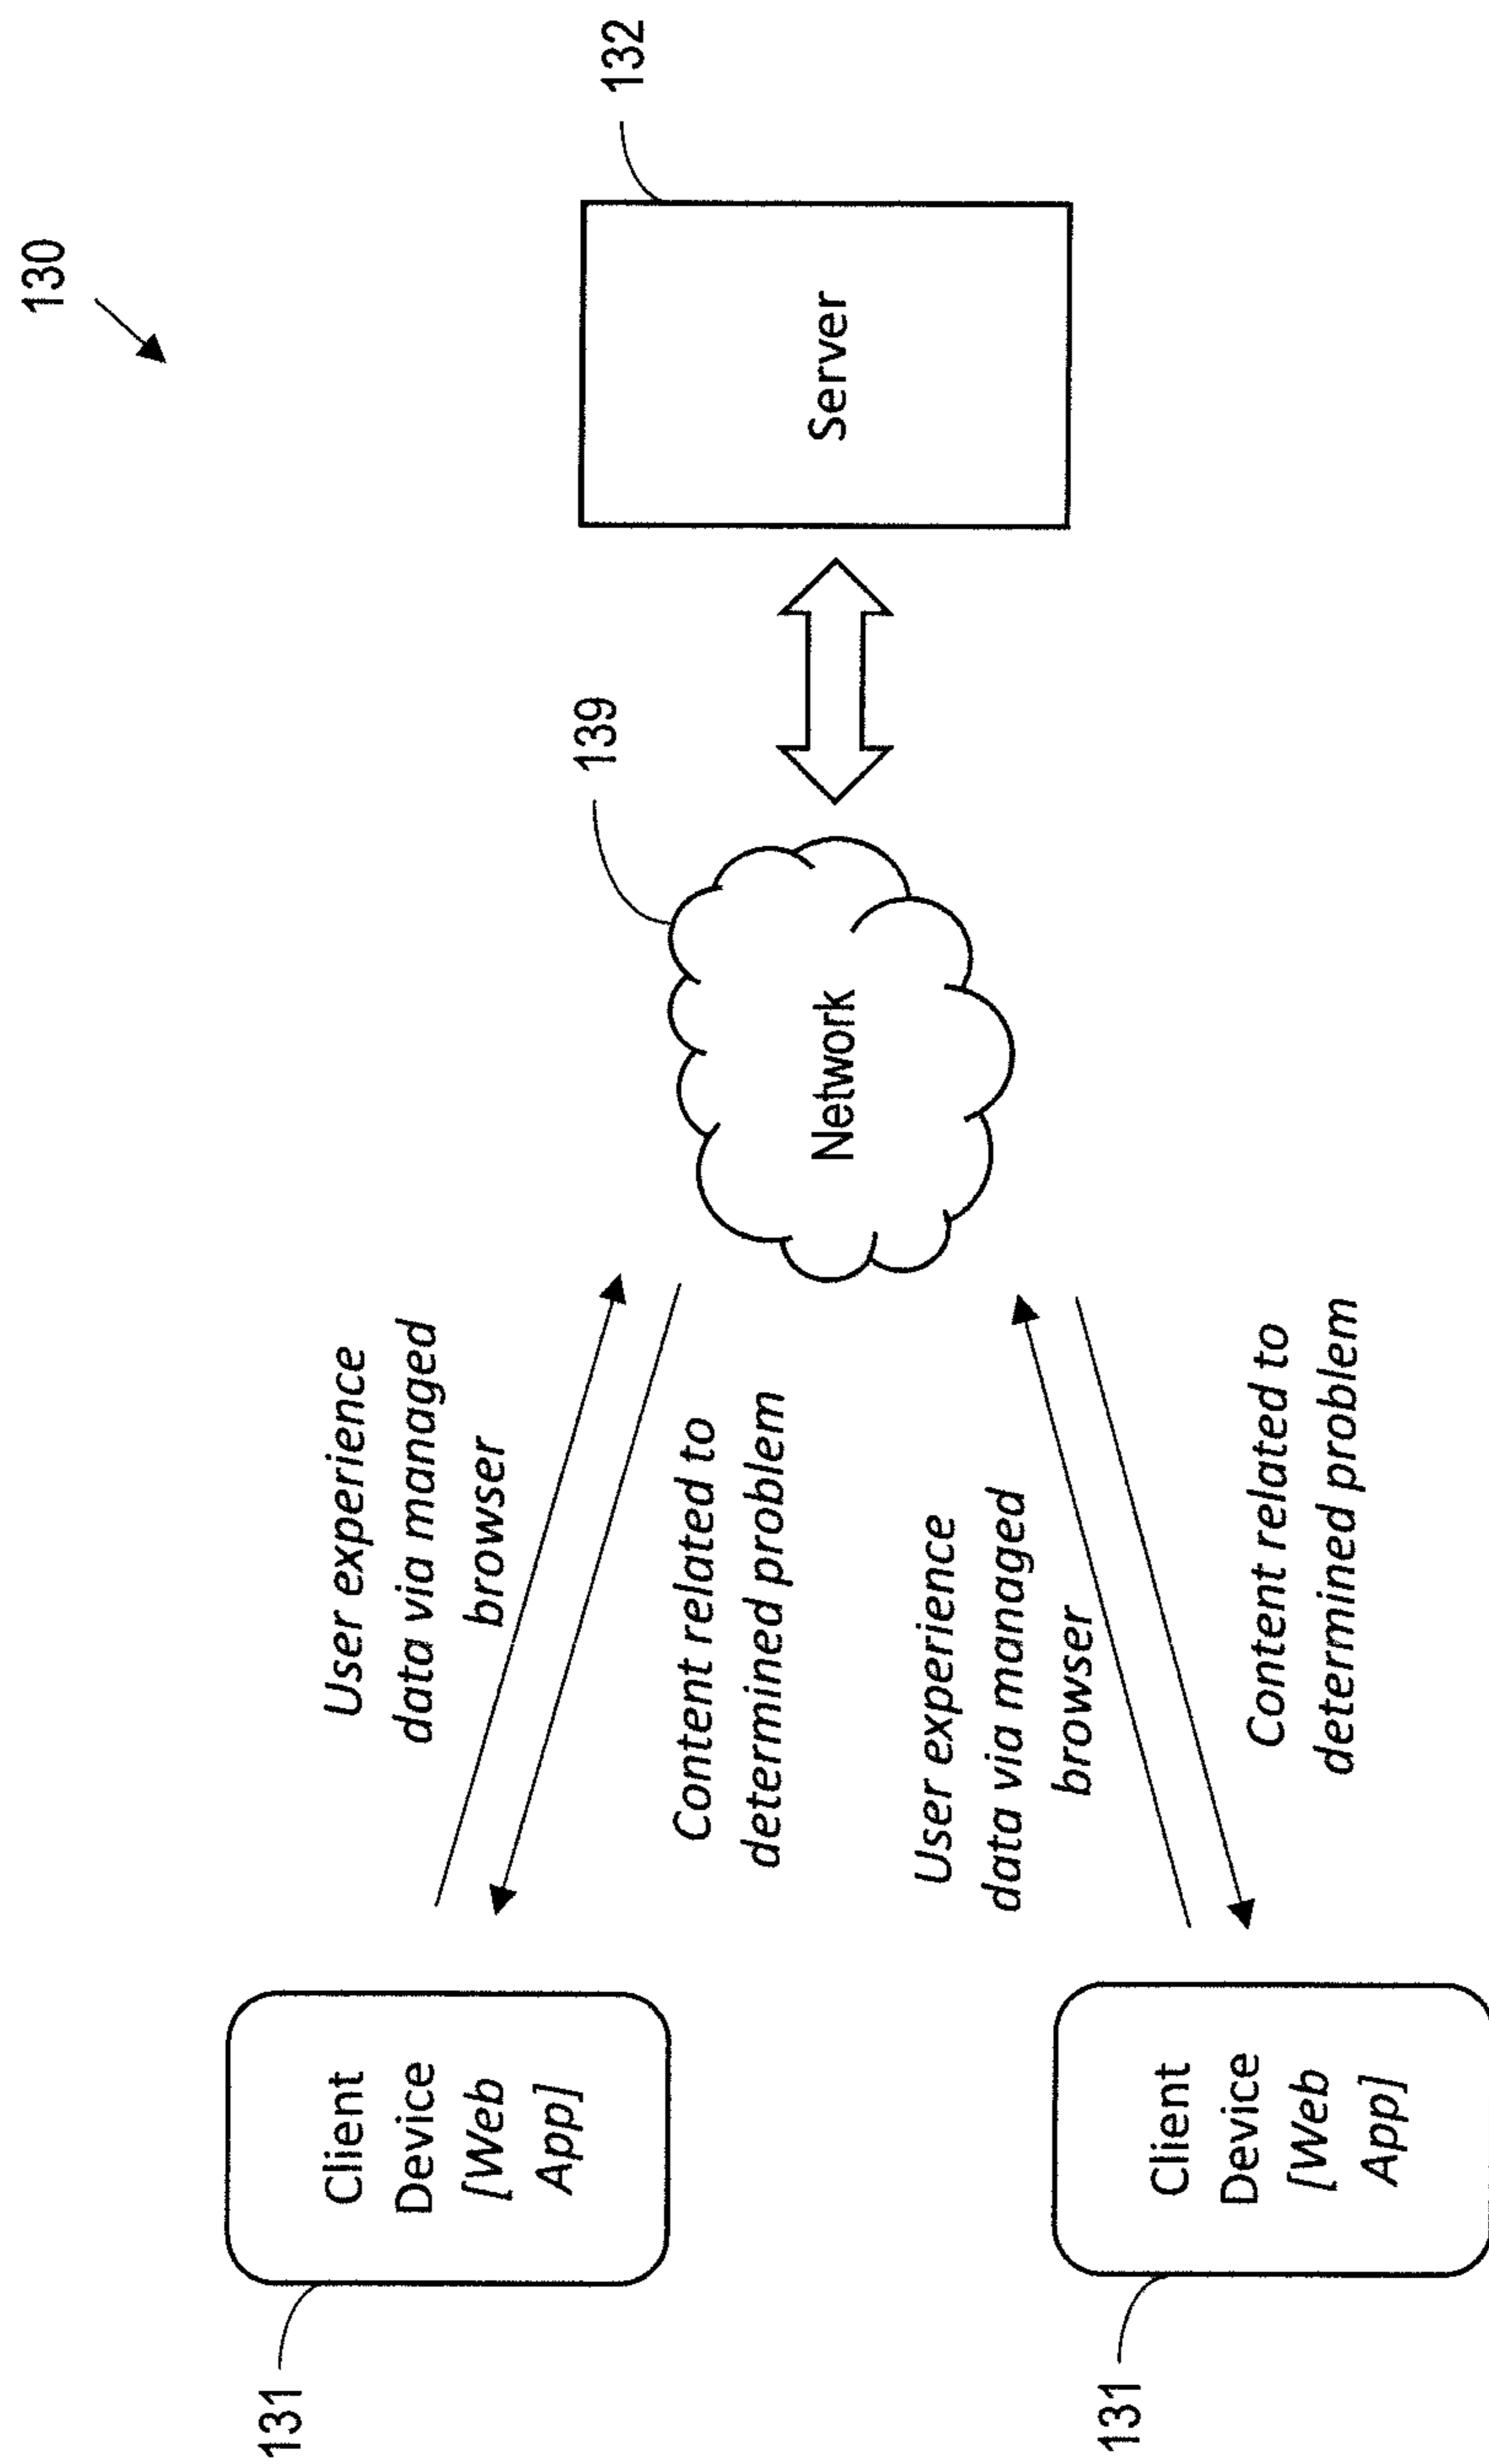 130
131
Client
Device
[Web
App]
User experience
data via managed
browser
Content related to
determined problem
139
Network
132
Server
131
Client
Device
[Web
App]
User experience
data via managed
browser
Content related to
determined problem